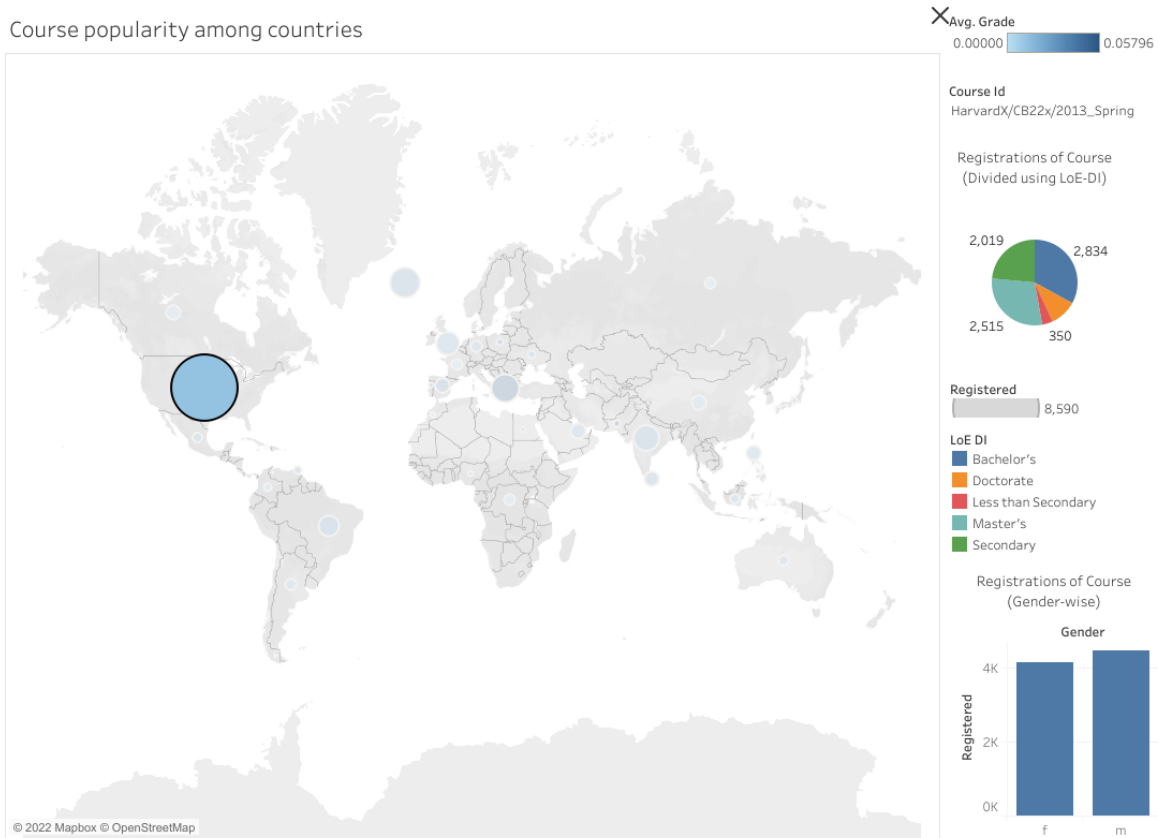 Course popularity among countries
Avg. Grade
0.00000 0.05796
Course Id
HarvardX/CB22x/2013_Spring
Registrations of Course
(Divided using LoE-DI)
2,019
2,834
2,515
350
Registered
8,590
LoE DI
Bachelor's
Doctorate
Less than Secondary
Master's
Secondary
Registrations of Course
(Gender-wise)
Gender
4K
2K
0K
Registered
f m
© 2022 Mapbox © OpenStreetMap